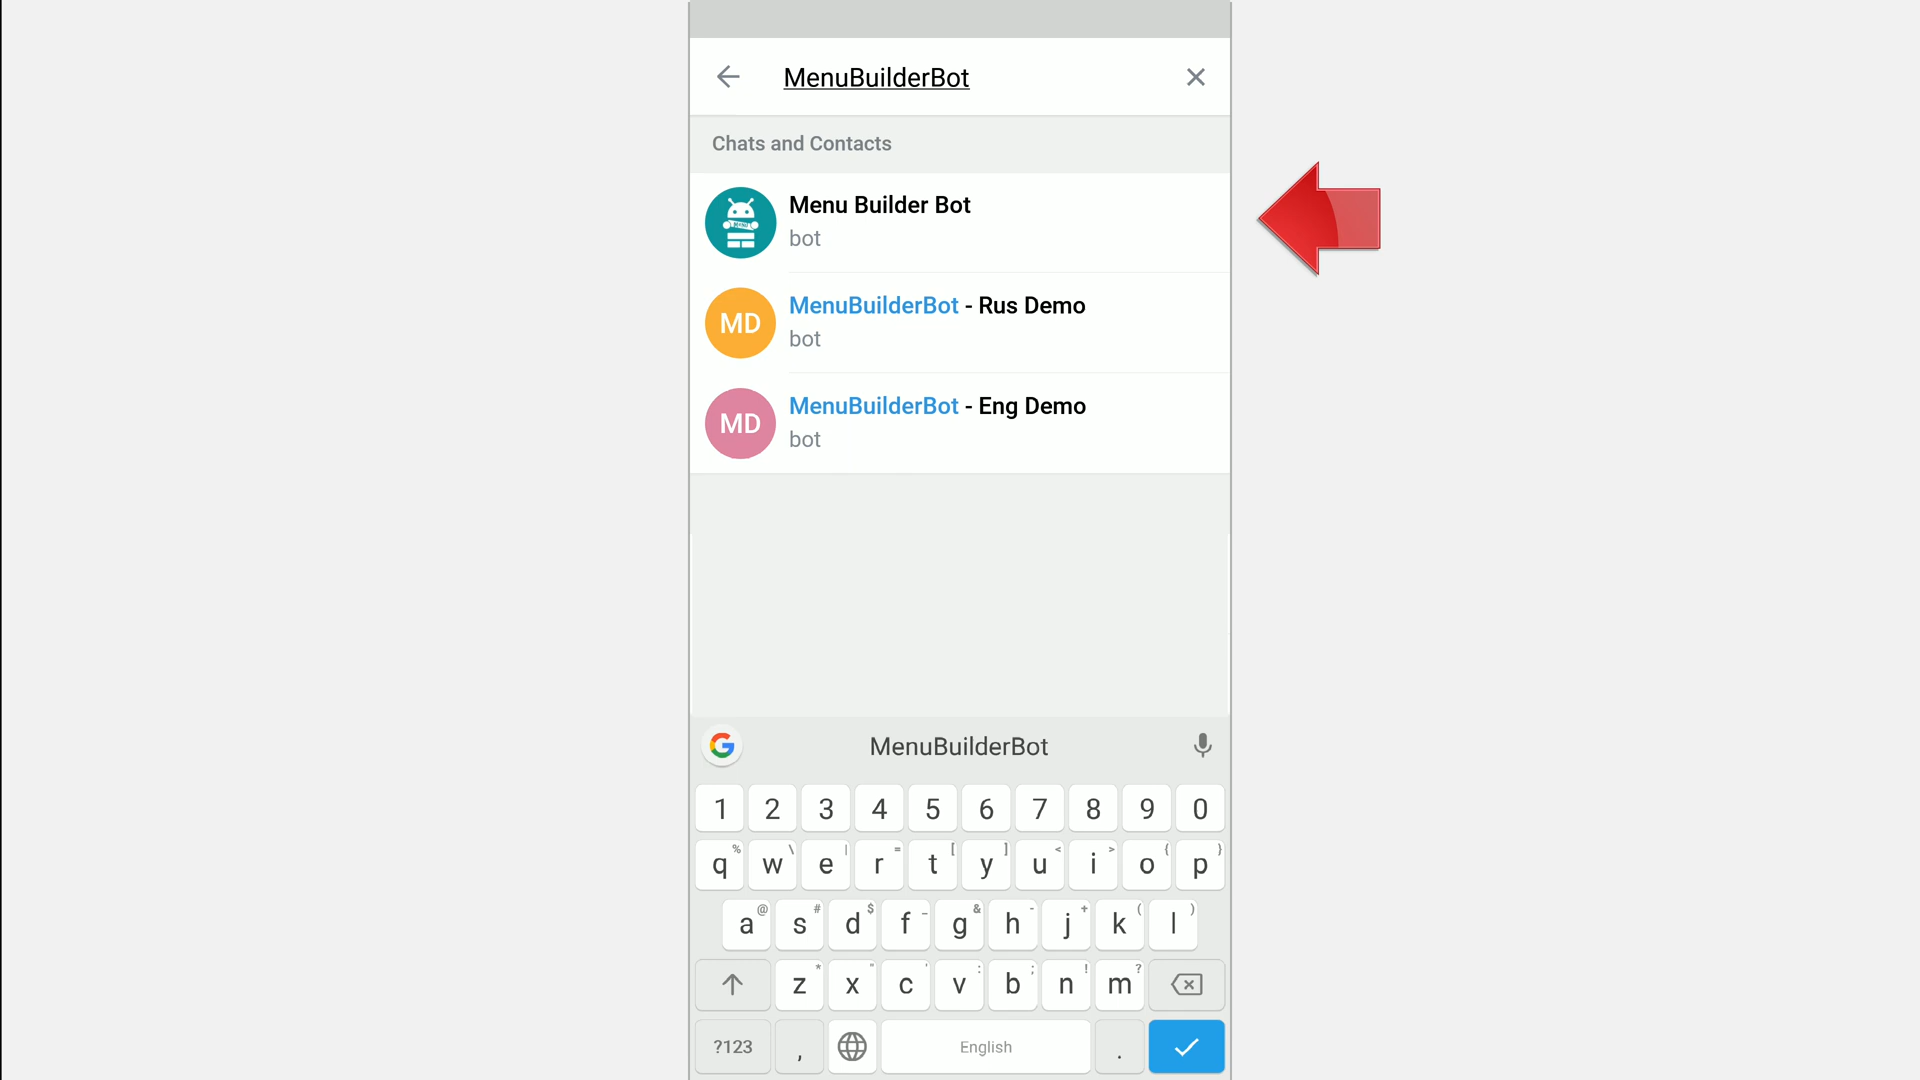 MenuBuilderBot
Chats and Contacts
Menu Builder Bot
bot
MD
MenuBuilderBot - Rus Demo
bot
MD
MenuBuilderBot - Eng Demo
bot
G
MenuBuilderBot
1 2 3 4 5 6 7 8 9 0
% \ | = [ ] < > { }
q w e r t y u i o p
@ # $ _ & - + ( )
a s d f g h j k l
* " ' : ; ! ?
z x c v b n m
?123 , English .